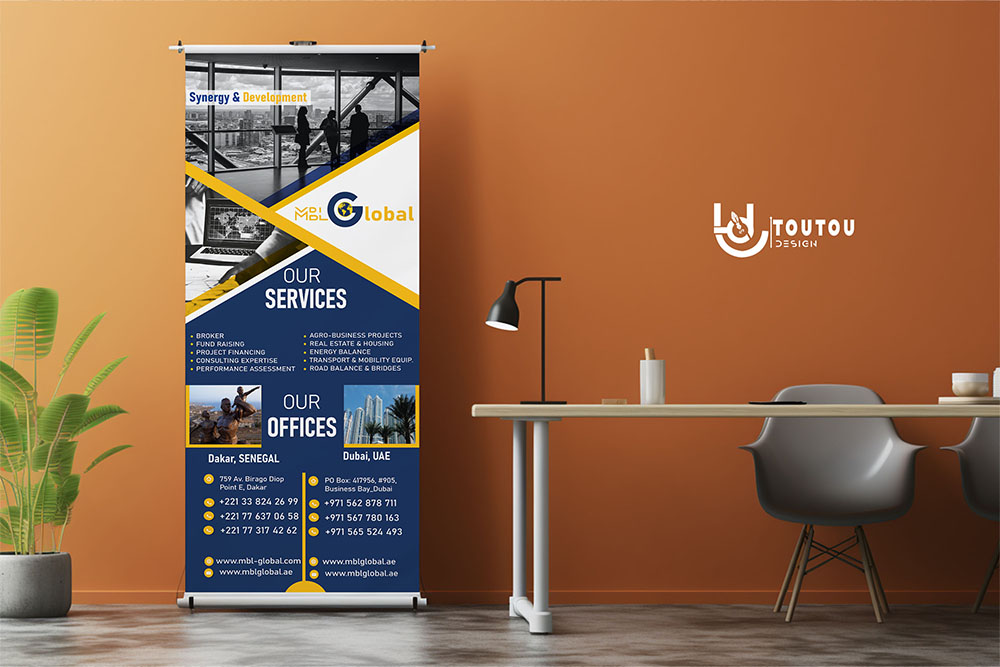 Synergy & Development
MBL Global
OUR
SERVICES
BROKER
FUND RAISING
PROJECT FINANCING
CONSULTING EXPERTISE
PERFORMANCE ASSESSMENT
AGRO-BUSINESS PROJECTS
REAL ESTATE & HOUSING
ENERGY BALANCE
TRANSPORT & MOBILITY EQUIP.
ROAD BALANCE & BRIDGES
OUR
OFFICES
Dakar, SENEGAL
759 Av. Birago Diop
Point E, Dakar
+221 33 824 26 99
+221 77 637 06 58
+221 77 317 42 62
www.mbl-global.com
www.mblglobal.ae
Dubai, UAE
PO Box: 417956, #905,
Business Bay_Dubai
+971 562 878 711
+971 567 780 163
+971 565 524 493
www.mblglobal.ae
www.mblglobal.ae
TOUTOU
DESIGN